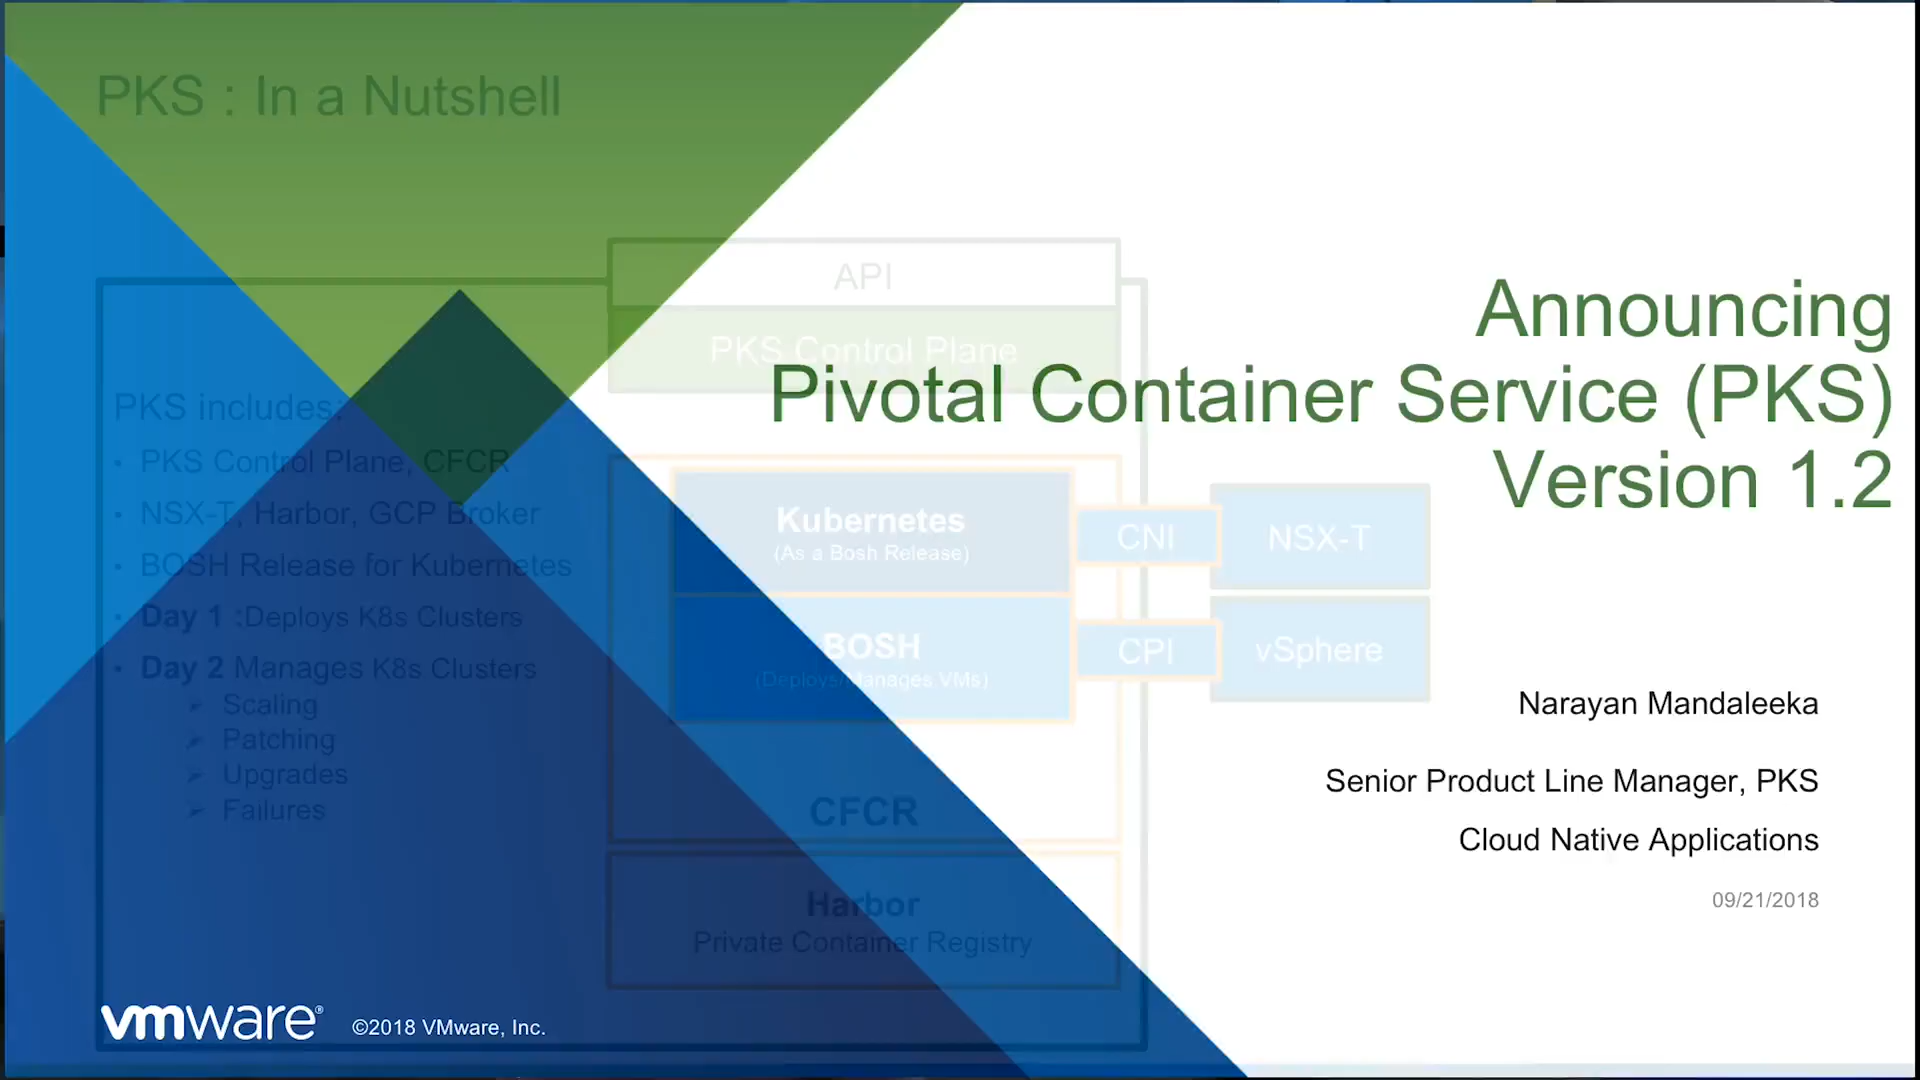 PKS : In a Nutshell
API
PKS Control Plane
Announcing
Pivotal Container Service (PKS)
Version 1.2
PKS includes:
• PKS Control Plane, CFCR
• NSX-T, Harbor, GCP Broker
• BOSH Release for Kubernetes
• Day 1 :Deploys K8s Clusters
• Day 2 Manages K8s Clusters
➢ Scaling
➢ Patching
➢ Upgrades
➢ Failures
Kubernetes
(As a Bosh Release)
CNI
NSX-T
BOSH
(Deploys/Manages VMs)
CPI
vSphere
CFCR
Harbor
Private Container Registry
Narayan Mandaleeka
Senior Product Line Manager, PKS
Cloud Native Applications
09/21/2018
vmware®
©2018 VMware, Inc.